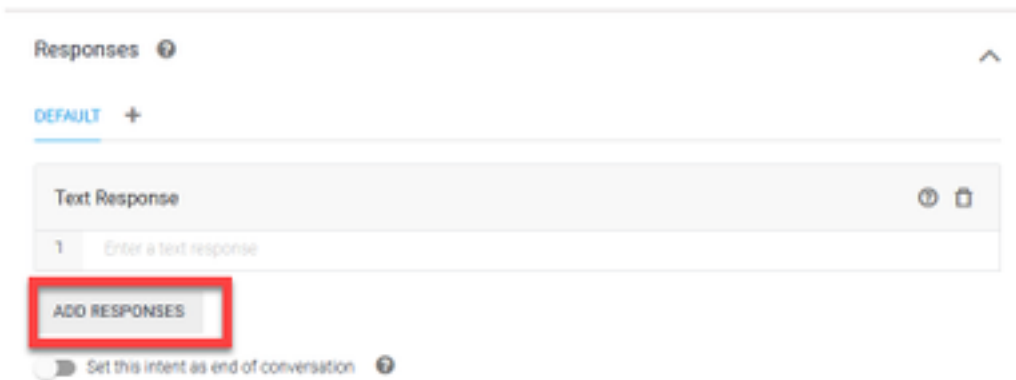 Responses
DEFAULT +
Text Response
1 Enter a text response
ADD RESPONSES
Set this intent as end of conversation